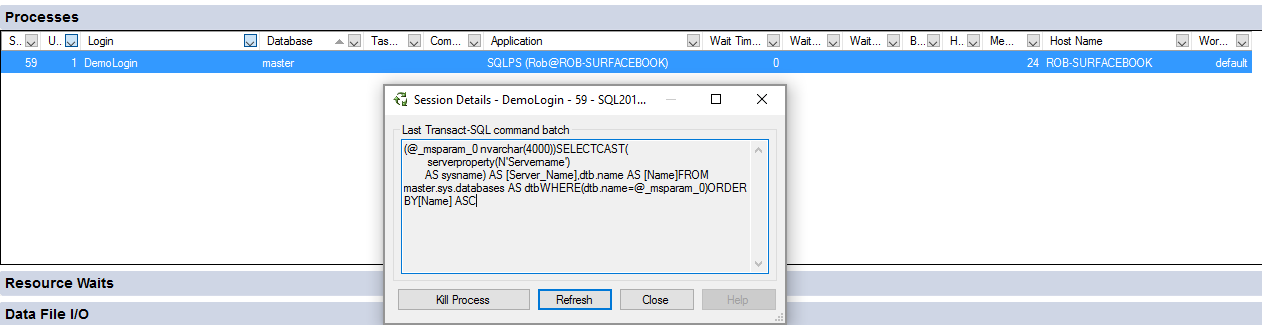 Processes
S... U... Login Database Tas... Com... Application Wait Tim... Wait... Wait... B... H... Me... Host Name Wor...
59 1 DemoLogin master SQLPS (Rob@ROB-SURFACEBOOK) 0 24 ROB-SURFACEBOOK default
Session Details - DemoLogin - 59 - SQL201...
Last Transact-SQL command batch
(@_msparam_0 nvarchar(4000))SELECTCAST(
serverproperty(N'Servername')
AS sysname) AS [Server_Name],dtb.name AS [Name]FROM
master.sys.databases AS dtbWHERE(dtb.name=@_msparam_0)ORDER
BY[Name] ASC
Kill Process Refresh Close Help
Resource Waits
Data File I/O